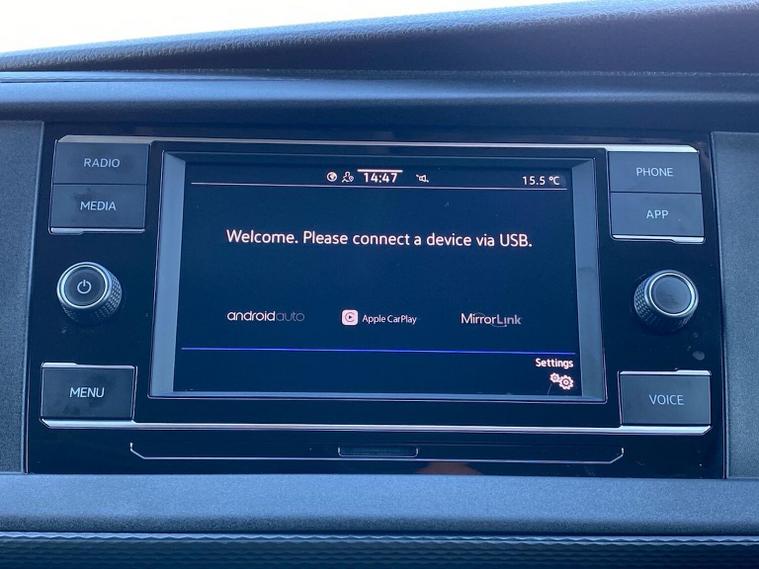 RADIO
MEDIA
MENU
14:47
15.5 °C
Welcome. Please connect a device via USB.
androidauto
Apple CarPlay
MirrorLink
Settings
PHONE
APP
VOICE